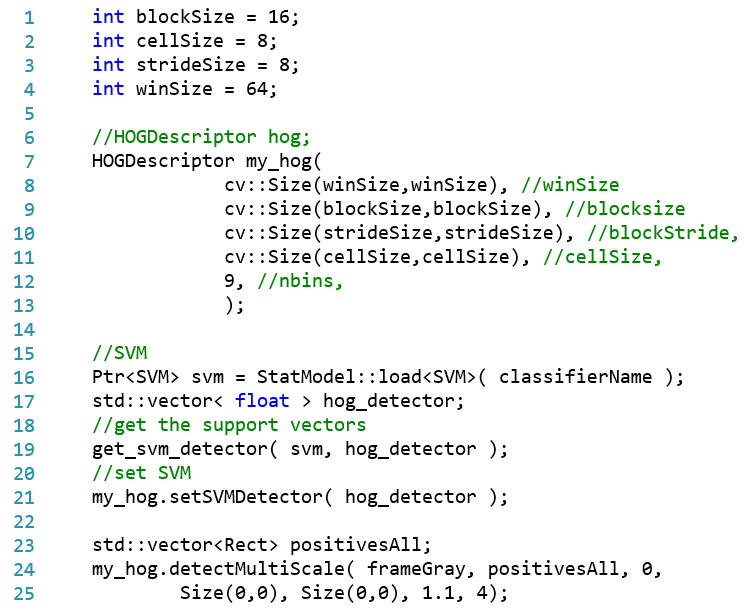 1 int blockSize = 16;
2 int cellSize = 8;
3 int strideSize = 8;
4 int winSize = 64;
5
6 //HOGDescriptor hog;
7 HOGDescriptor my_hog(
8 cv::Size(winSize,winSize), //winSize
9 cv::Size(blockSize,blockSize), //blocksize
10 cv::Size(strideSize,strideSize), //blockStride,
11 cv::Size(cellSize,cellSize), //cellSize,
12 9, //nbins,
13 );
14
15 //SVM
16 Ptr<SVM> svm = StatModel::load<SVM>( classifierName );
17 std::vector< float > hog_detector;
18 //get the support vectors
19 get_svm_detector( svm, hog_detector );
20 //set SVM
21 my_hog.setSVMDetector( hog_detector );
22
23 std::vector<Rect> positivesAll;
24 my_hog.detectMultiScale( frameGray, positivesAll, 0,
25 Size(0,0), Size(0,0), 1.1, 4);